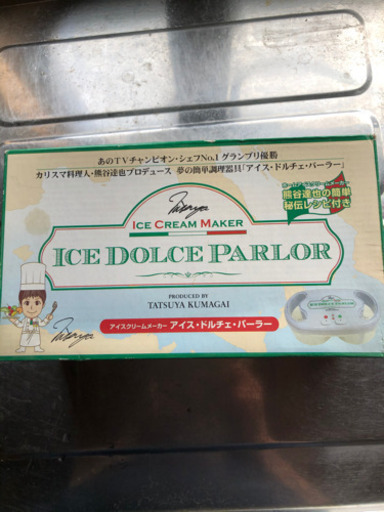 あのTVチャンピオン・シェフNo.1グランプリ優勝
カリスマ料理人・熊谷達也プロデュース 夢の簡単調理器具「アイス・ドルチェ・パーラー」
熊谷達也の簡単
秘伝レシピ付き
ICE CREAM MAKER
ICE DOLCE PARLOR
PRODUCED BY
TATSUYA KUMAGAI
アイスクリームメーカー アイス・ドルチェ・パーラー
ICE DOLCE PARLOR